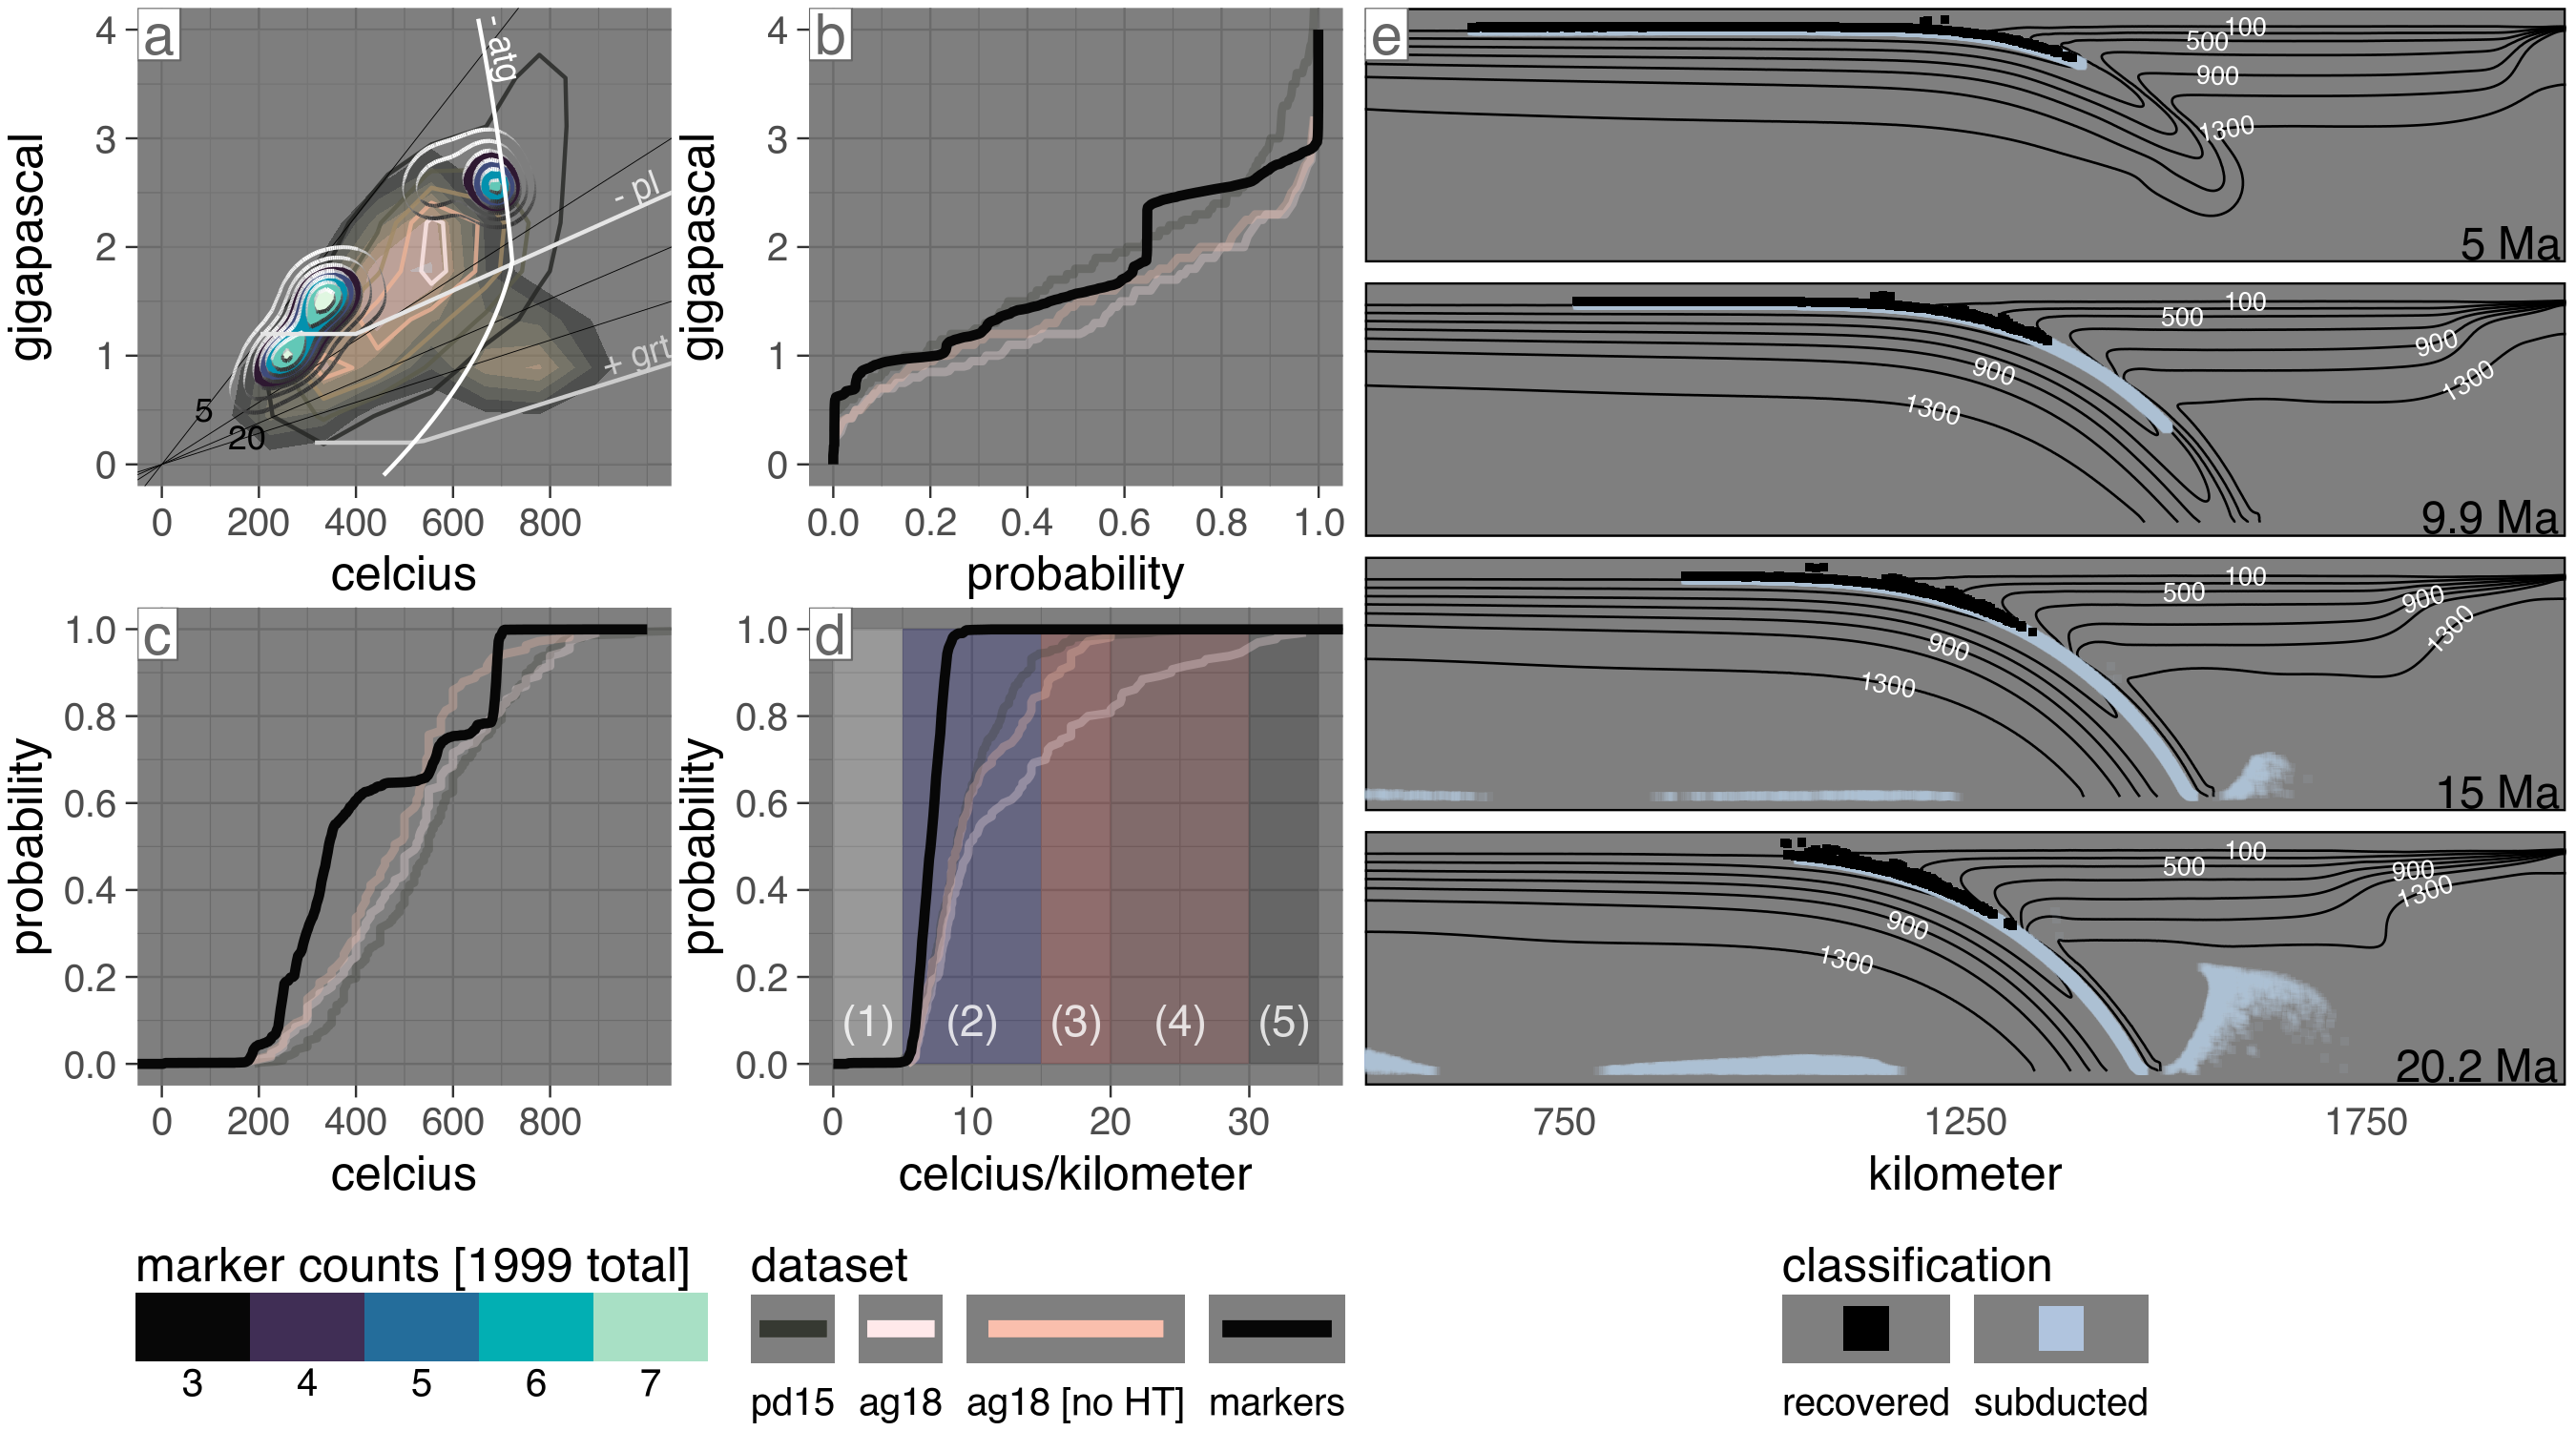 a
gigapascal
4
3
2
1
0
- atg
- pl
+ grt
5
20
0 200 400 600 800
celcius
b
gigapascal
4
3
2
1
0
0.0 0.2 0.4 0.6 0.8 1.0
probability
c
probability
1.0
0.8
0.6
0.4
0.2
0.0
0 200 400 600 800
celcius
d
probability
1.0
0.8
0.6
0.4
0.2
0.0
(1) (2) (3) (4) (5)
0 10 20 30
celcius/kilometer
e
100
500
900
1300
5 Ma
100
500
900
900
1300
1300
9.9 Ma
100
500
900
900
1300
1300
15 Ma
100
500
900
1300
900
1300
20.2 Ma
750 1250 1750
kilometer
marker counts [1999 total]
3 4 5 6 7
dataset
pd15 ag18 ag18 [no HT] markers
classification
recovered subducted